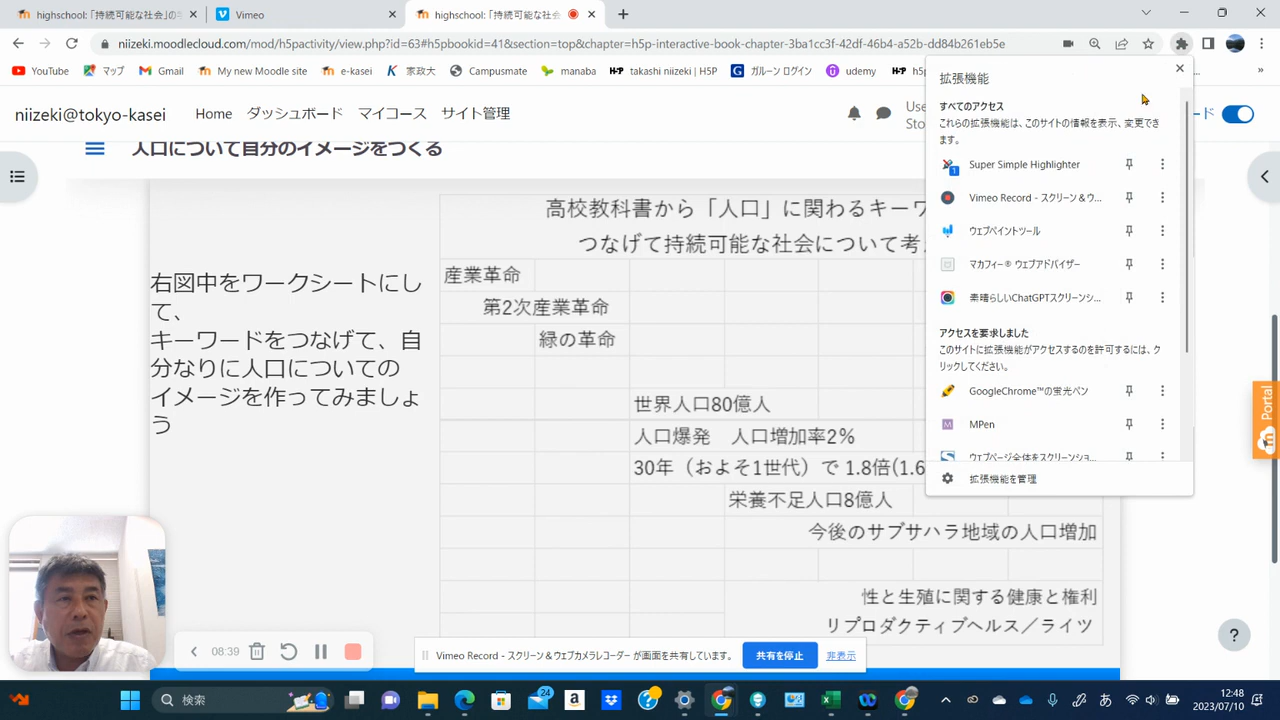 highschool:「持続可能な社会」の
Vimeo
highschool:「持続可能な社会
niizeki.moodlecloud.com/mod/h5pactivity/view.php?id=63#h5pbookid=41&section=top&chapter=h5p-interactive-book-chapter-3ba1cc3f-42df-46b4-a52b-dd84b261eb5e
YouTube
マップ
Gmail
My new Moodle site
e-kasei
家政大
Campusmate
manaba
takashi niizeki | H5P
ガルーン ログイン
udemy
niizeki@tokyo-kasei
Home
ダッシュボード
マイコース
サイト管理
人口について自分のイメージをつくる
右図中をワークシートにし
て、
キーワードをつなげて、自
分なりに人口についての
イメージを作ってみましょ
う
高校教科書から「人口」に関わるキーワ
つなげて持続可能な社会について考
産業革命
第2次産業革命
緑の革命
世界人口80億人
人口爆発　人口増加率2%
30年（およそ1世代）で 1.8倍(1.6
栄養不足人口8億人
今後のサブサハラ地域の人口増加
性と生殖に関する健康と権利
リプロダクティブヘルス／ライツ
拡張機能
すべてのアクセス
これらの拡張機能は、このサイトの情報を表示、変更でき
ます。
Super Simple Highlighter
Vimeo Record - スクリーン＆ウ...
ウェブペイントツール
マカフィー® ウェブアドバイザー
素晴らしいChatGPTスクリーンシ...
アクセスを要求しました
このサイトに拡張機能がアクセスするのを許可するには、ク
リックしてください。
GoogleChrome™の蛍光ペン
MPen
ウェブページ全体をスクリーンショ...
拡張機能を管理
Portal
08:39
Vimeo Record - スクリーン＆ウェブカメラレコーダー が画面を共有しています。
共有を停止
非表示
?
検索
24
あ
12:48
2023/07/10